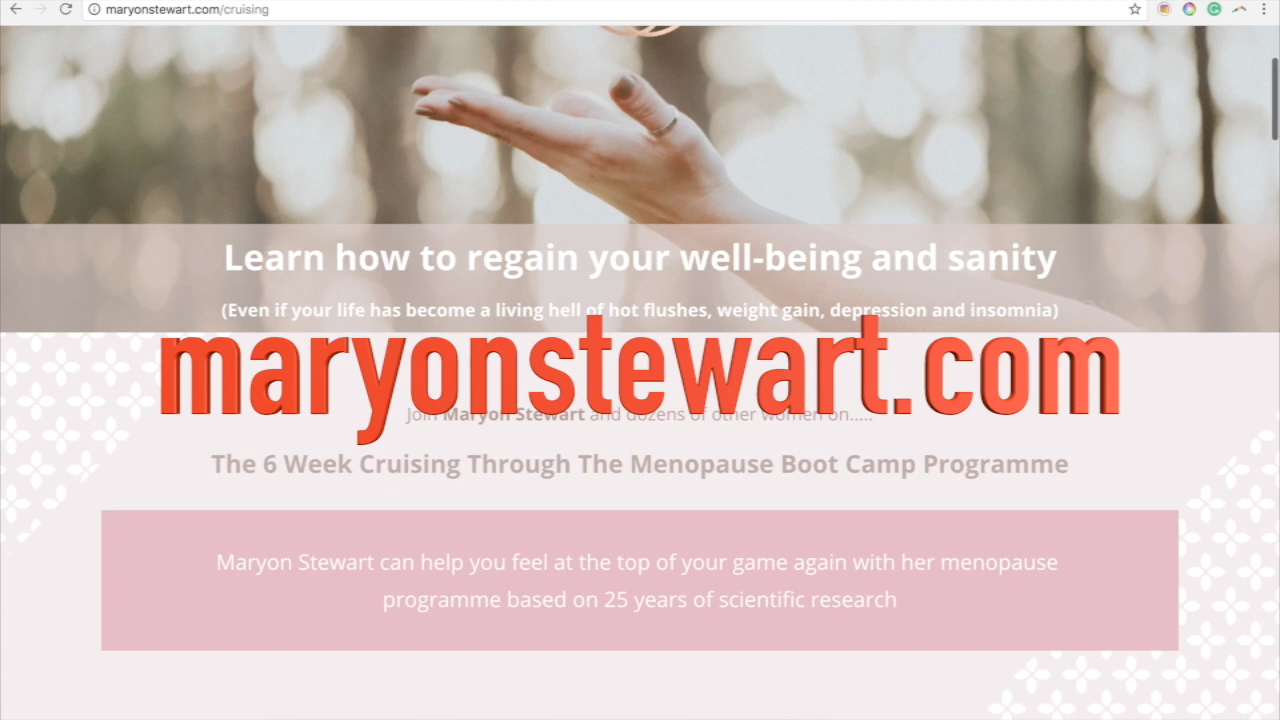 maryonstewart.com/cruising
Learn how to regain your well-being and sanity
(Even if your life has become a living hell of hot flushes, weight gain, depression and insomnia)
maryonstewart.com
Join Maryon Stewart and dozens of other women on.....
The 6 Week Cruising Through The Menopause Boot Camp Programme
Maryon Stewart can help you feel at the top of your game again with her menopause
programme based on 25 years of scientific research